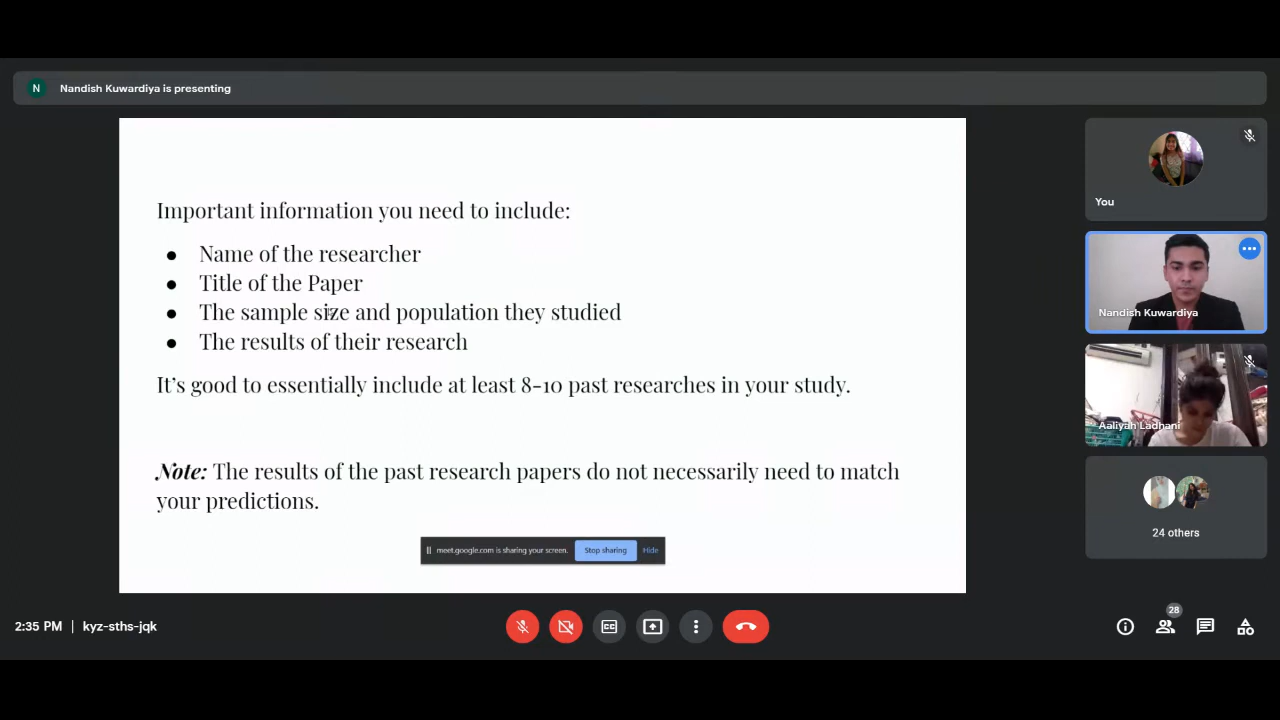 N Nandish Kuwardiya is presenting
Important information you need to include:
● Name of the researcher
● Title of the Paper
● The sample size and population they studied
● The results of their research
It's good to essentially include at least 8-10 past researches in your study.
Note: The results of the past research papers do not necessarily need to match
your predictions.
meet.google.com is sharing your screen. Stop sharing Hide
You
Nandish Kuwardiya
Aaliyah Ladhani
24 others
2:35 PM | kyz-sths-jqk
CC
28